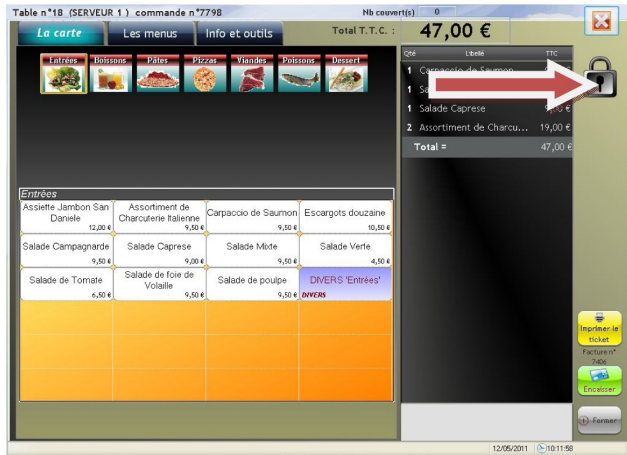 Table n°18 (SERVEUR 1 ) commande n°7798
Nb couvert(s) 0
La carte Les menus Info et outils
Total T.T.C. : 47,00 €
Entrées Boissons Pâtes Pizzas Viandes Poissons Dessert
Qté Libellé TTC
1 Carpaccio de Saumon
1
1 Salade Caprese 9,00 €
2 Assortiment de Charcu... 19,00 €
Total = 47,00 €
Entrées
Assiette Jambon San Daniele 12,00 €
Assortiment de Charcuterie Italienne 9,50 €
Carpaccio de Saumon 9,50 €
Escargots douzaine 10,50 €
Salade Campagnarde 9,50 €
Salade Caprese 9,00 €
Salade Mixte 9,50 €
Salade Verte 4,50 €
Salade de Tomate 6,50 €
Salade de foie de Volaille 9,50 €
Salade de poulpe 9,50 €
DIVERS 'Entrées'
DIVERS
Imprimer le
ticket
Facture n°
7406
Encaisser
Fermer
12/05/2011 10:11:58